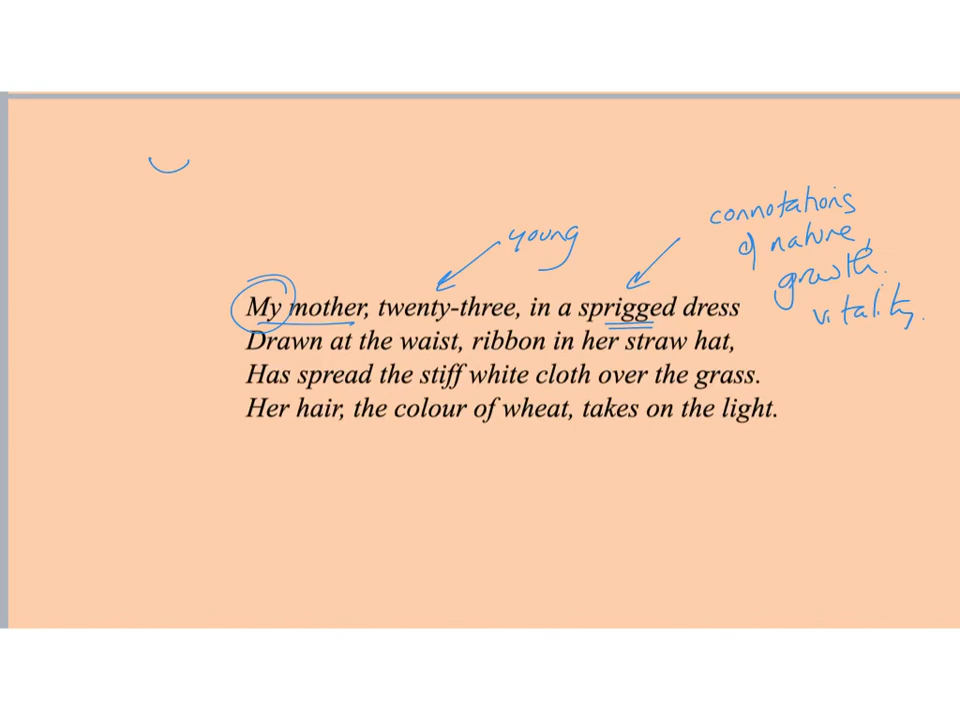 connotations
of nature,
young
growth.
vitality.
My mother, twenty-three, in a sprigged dress
Drawn at the waist, ribbon in her straw hat,
Has spread the stiff white cloth over the grass.
Her hair, the colour of wheat, takes on the light.